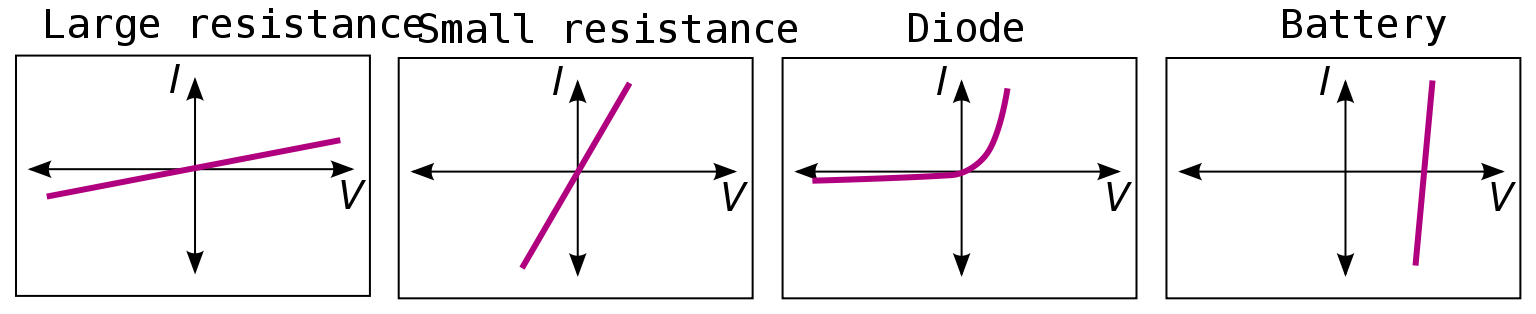 Large resistance
Small resistance
Diode
Battery
I
V
I
V
I
V
I
V